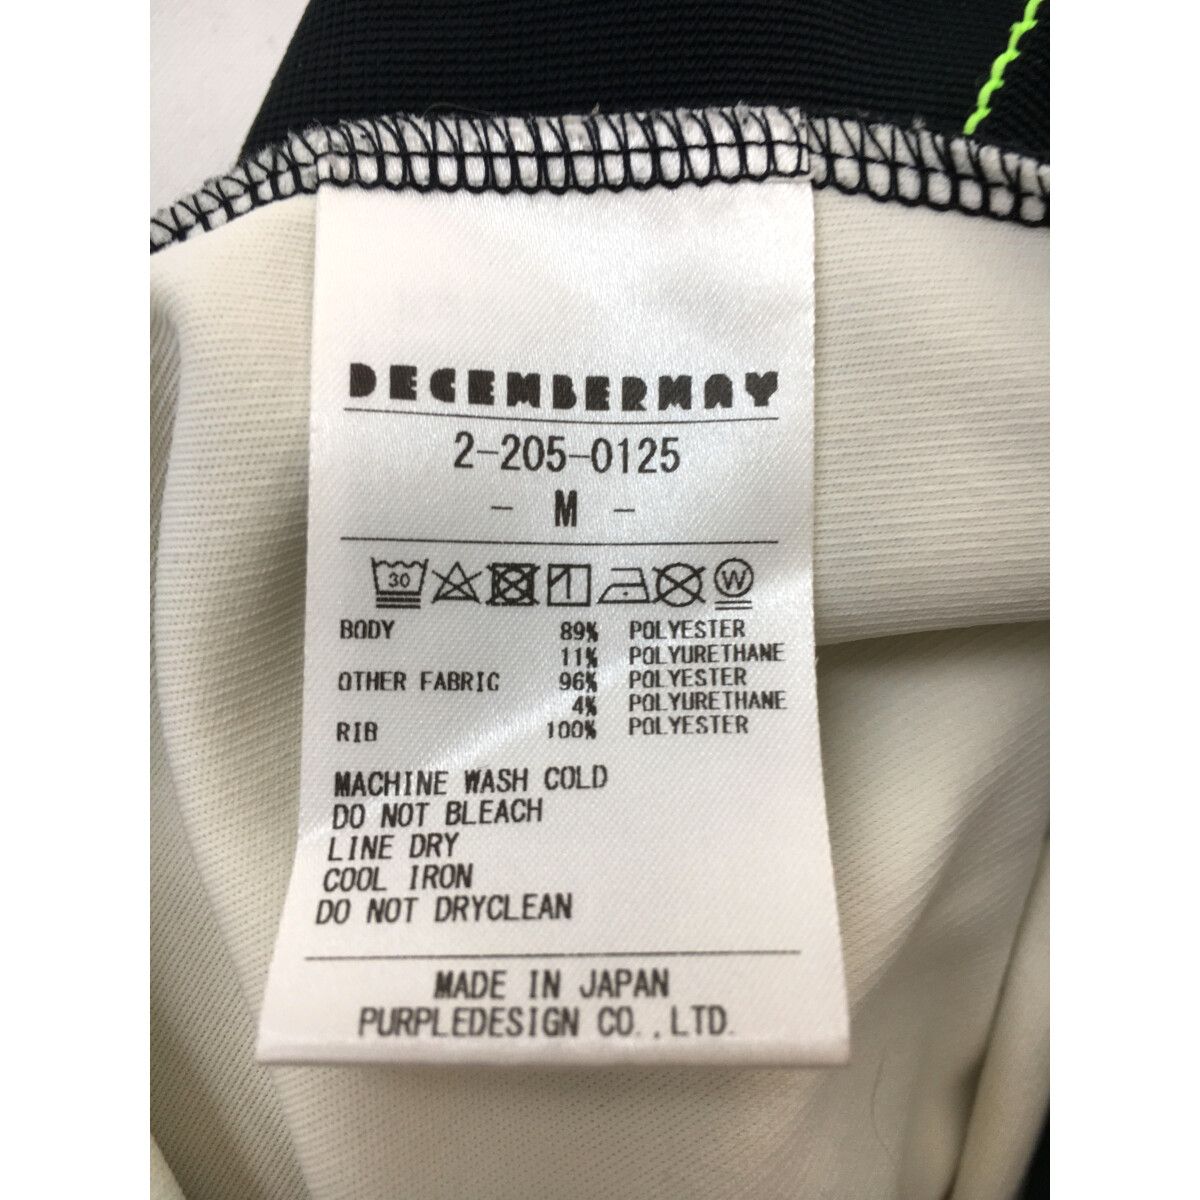 DECEMBERMAY
2-205-0125
- M -
30 W
BODY 89% POLYESTER
11% POLYURETHANE
OTHER FABRIC 96% POLYESTER
4% POLYURETHANE
RIB 100% POLYESTER
MACHINE WASH COLD
DO NOT BLEACH
LINE DRY
COOL IRON
DO NOT DRYCLEAN
MADE IN JAPAN
PURPLEDESIGN CO.,LTD.